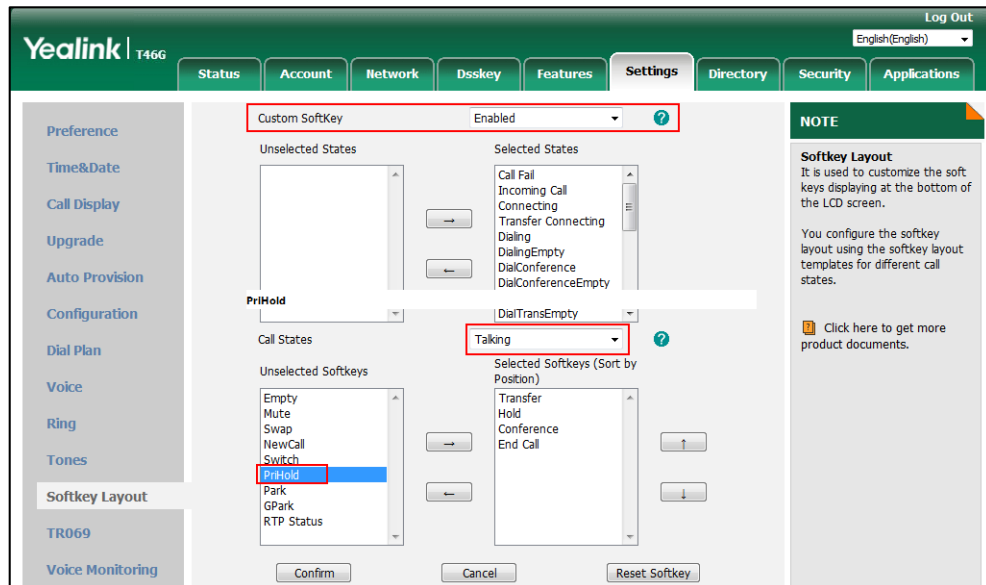 Log Out
Yealink T46G
English(English)
Status Account Network Dsskey Features Settings Directory Security Applications
Preference
Time&Date
Call Display
Upgrade
Auto Provision
Configuration
Dial Plan
Voice
Ring
Tones
Softkey Layout
TR069
Voice Monitoring
Custom SoftKey Enabled ?
Unselected States Selected States
Call Fail
Incoming Call
Connecting
Transfer Connecting
Dialing
DialingEmpty
DialConference
DialConferenceEmpty
PriHold
DialTransEmpty
→
←
Call States Talking ?
Unselected Softkeys
Selected Softkeys (Sort by
Position)
Empty
Mute
Swap
NewCall
Switch
PriHold
Park
GPark
RTP Status
→
←
Transfer
Hold
Conference
End Call
↑
↓
Confirm Cancel Reset Softkey
NOTE
Softkey Layout
It is used to customize the soft
keys displaying at the bottom of
the LCD screen.
You configure the softkey
layout using the softkey layout
templates for different call
states.
? Click here to get more
product documents.